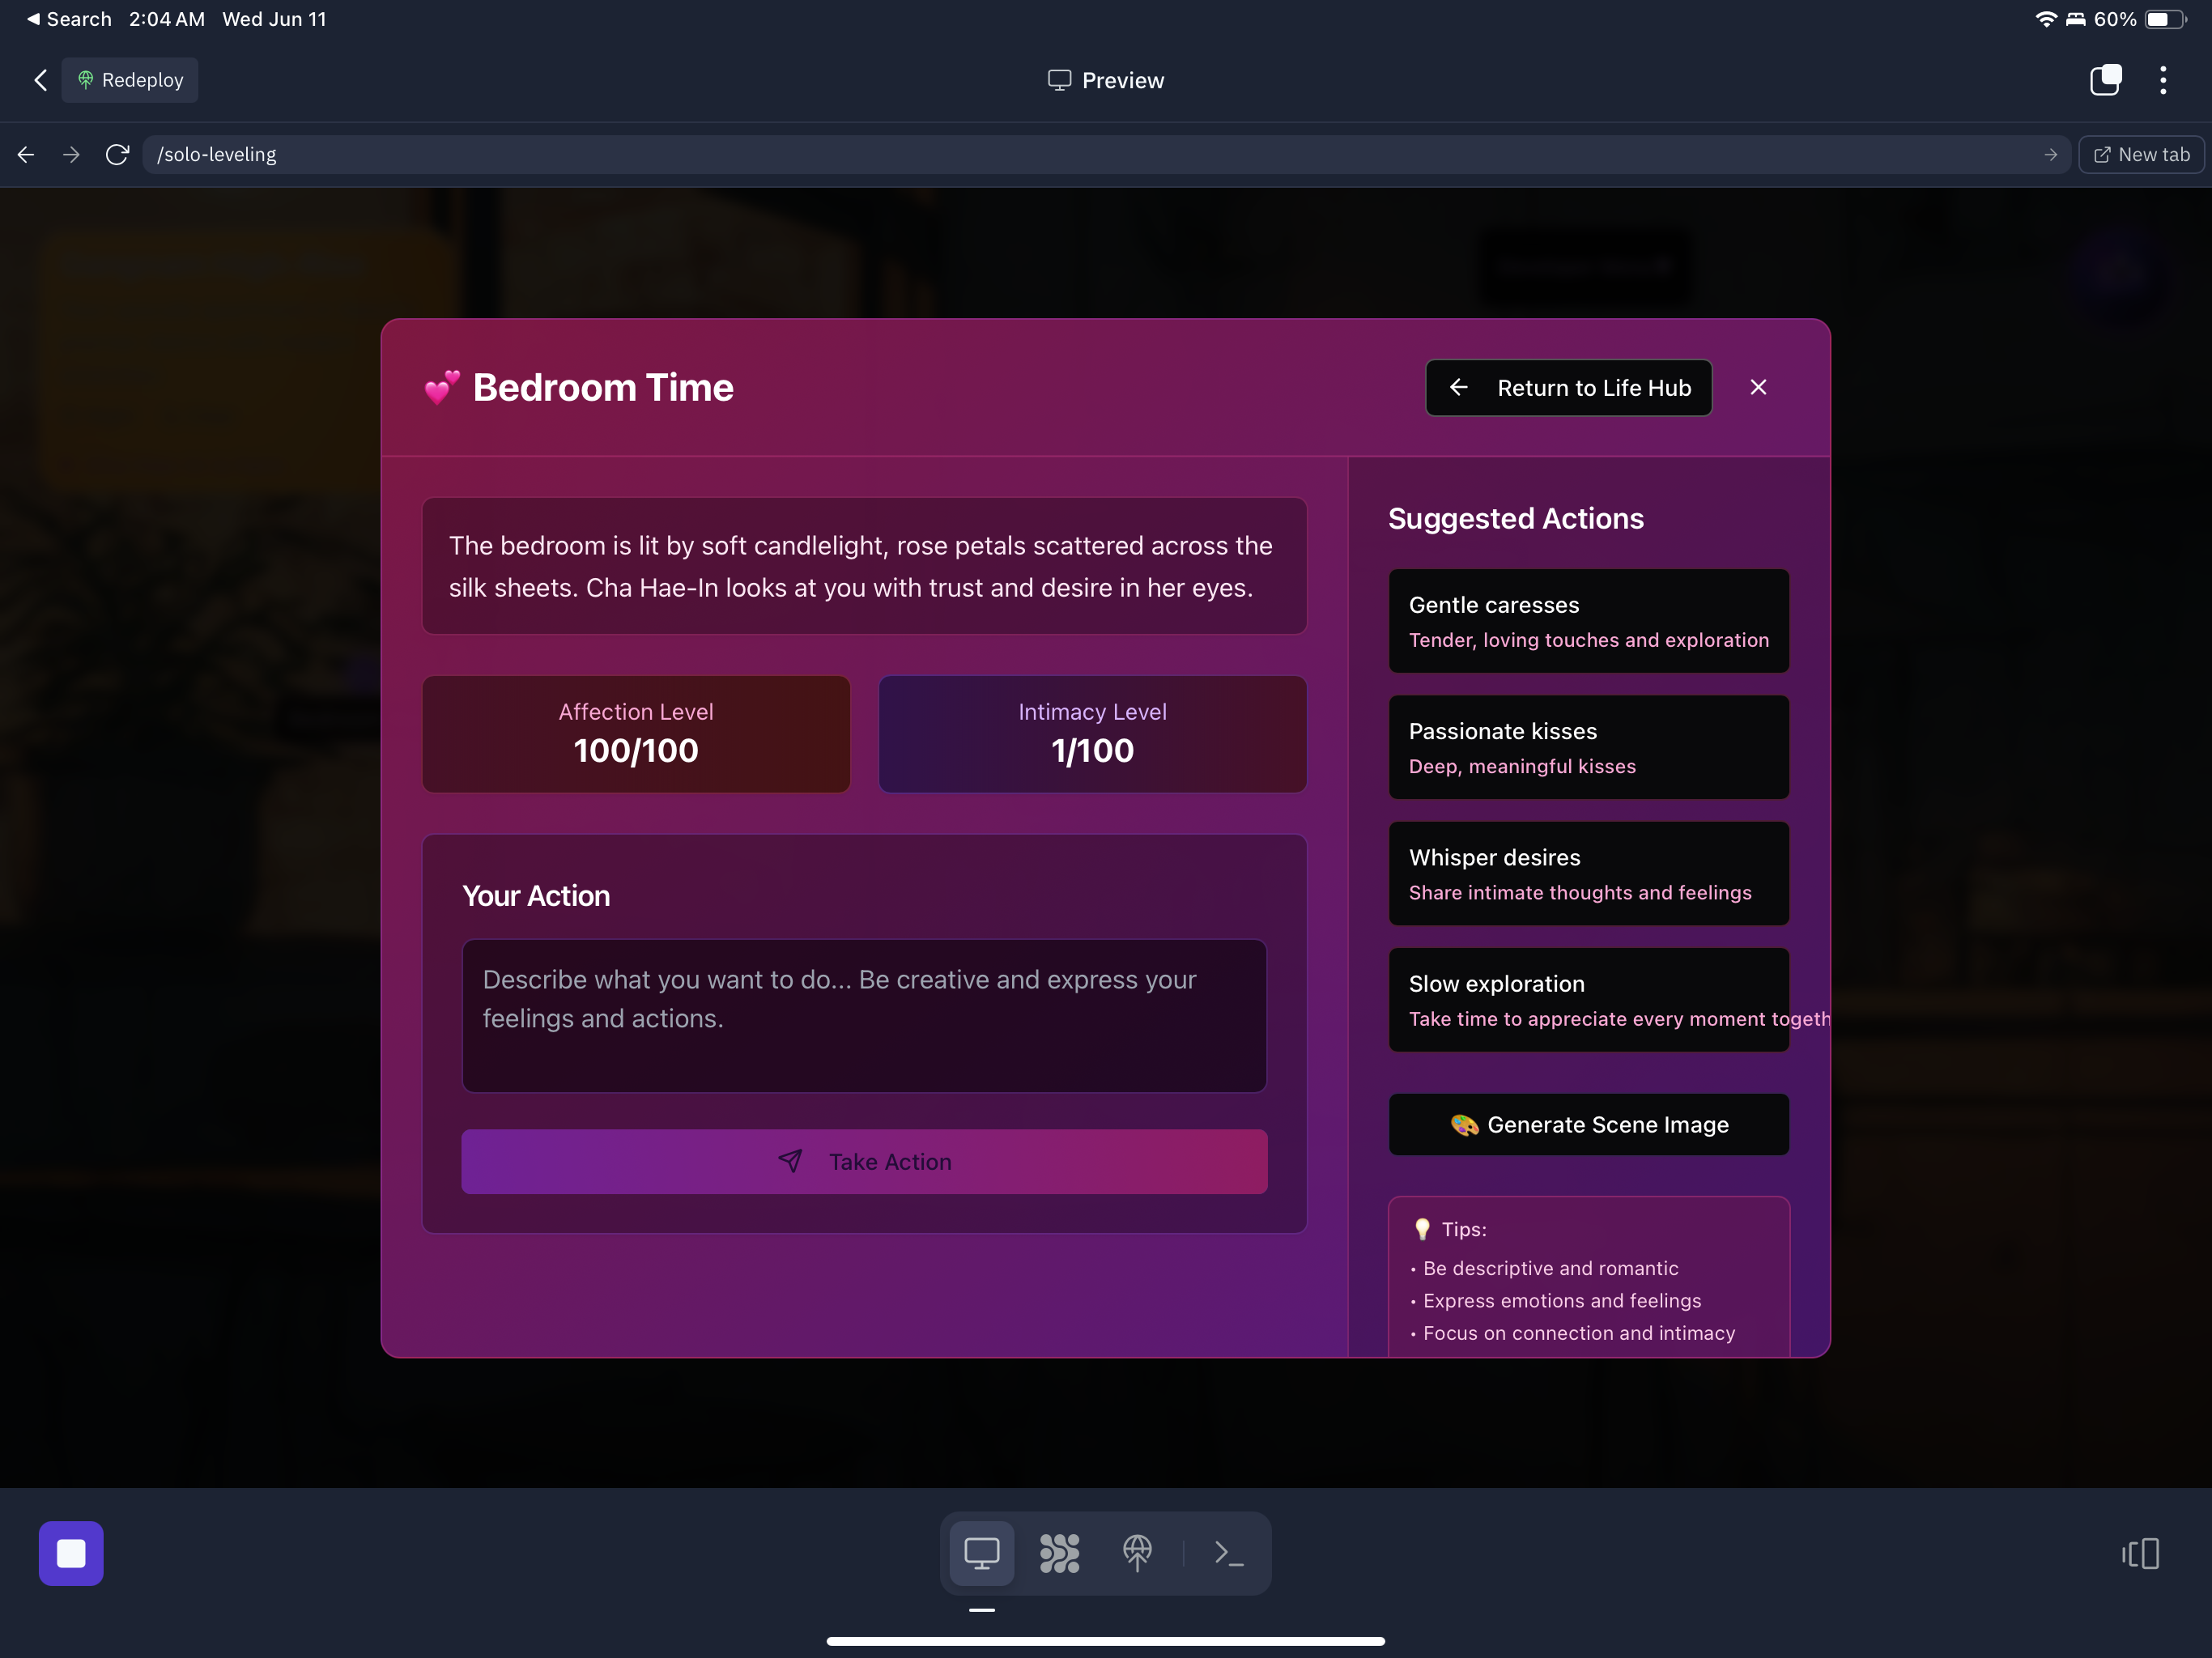 Search 2:04 AM Wed Jun 11
60%
Redeploy
Preview
/solo-leveling
New tab
💕 Bedroom Time
Return to Life Hub
The bedroom is lit by soft candlelight, rose petals scattered across the
silk sheets. Cha Hae-In looks at you with trust and desire in her eyes.
Affection Level
100/100
Intimacy Level
1/100
Your Action
Describe what you want to do... Be creative and express your
feelings and actions.
Take Action
Suggested Actions
Gentle caresses
Tender, loving touches and exploration
Passionate kisses
Deep, meaningful kisses
Whisper desires
Share intimate thoughts and feelings
Slow exploration
Take time to appreciate every moment togeth
🎨 Generate Scene Image
💡 Tips:
• Be descriptive and romantic
• Express emotions and feelings
• Focus on connection and intimacy